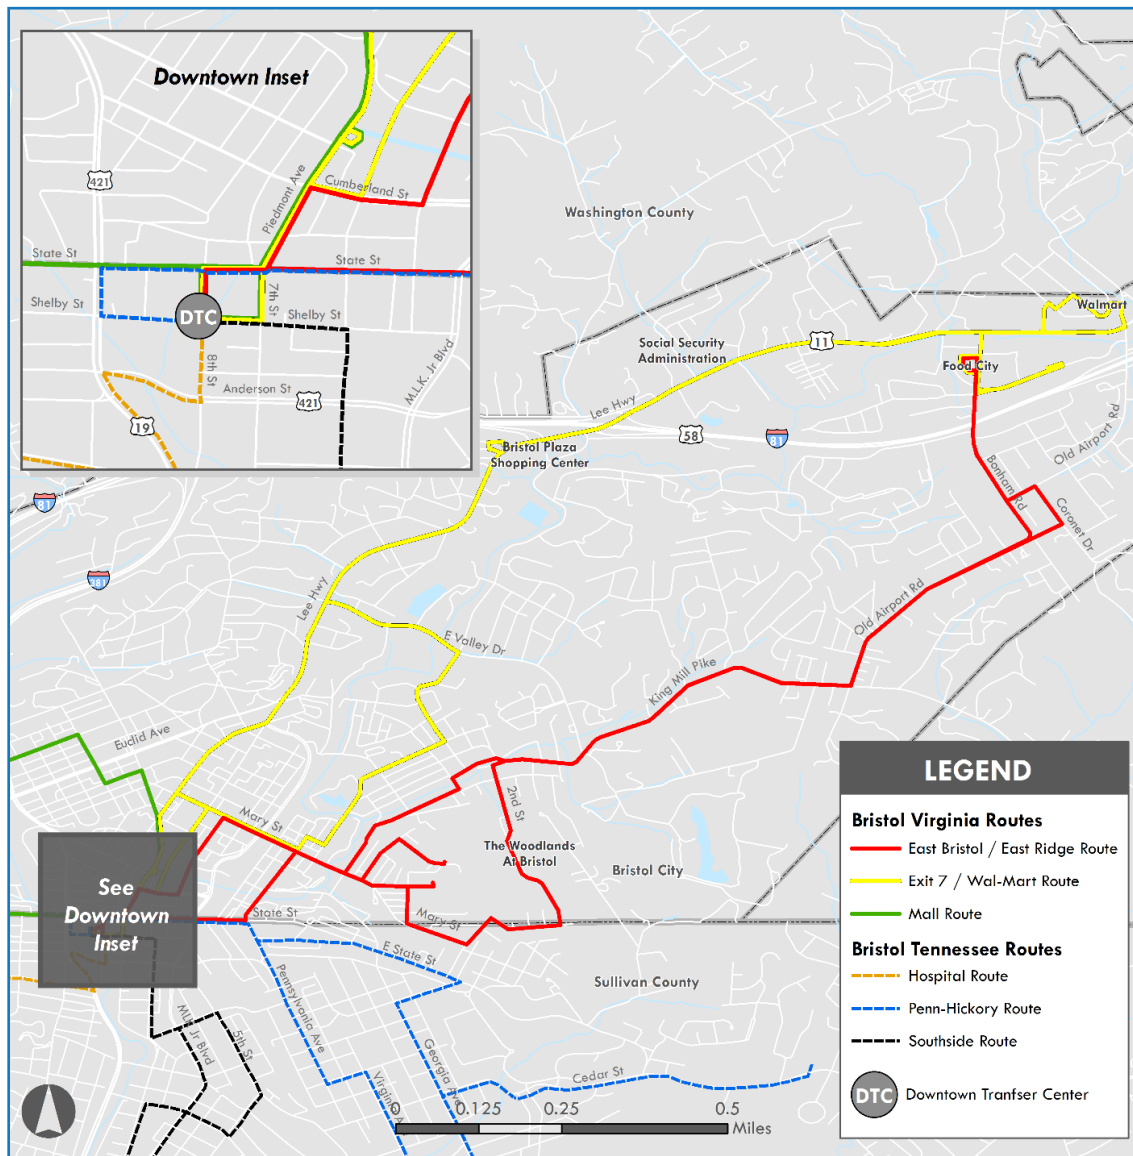 Downtown Inset
421
Piedmont Ave
Cumberland St
State St
State St
Shelby St
DTC
7th St
Shelby St
8th St
Anderson St
421
M.L.K. Jr Blvd
19
Washington County
Walmart
Social Security
Administration
11
Food City
Lee Hwy
58
81
Bristol Plaza
Shopping Center
Old Airport Rd
Bonham Rd
Coronet Dr
81
381
Lee Hwy
E Valley Dr
Old Airport Rd
King Mill Pike
Euclid Ave
Mary St
2nd St
The Woodlands
At Bristol
Bristol City
See
Downtown
Inset
State St
Mary St
E State St
Sullivan County
Pennsylvania Ave
MLK Jr Blvd
5th St
Georgia Ave
Cedar St
0
0.125
0.25
0.5
Miles
LEGEND
Bristol Virginia Routes
East Bristol / East Ridge Route
Exit 7 / Wal-Mart Route
Mall Route
Bristol Tennessee Routes
Hospital Route
Penn-Hickory Route
Southside Route
DTC
Downtown Tranfser Center